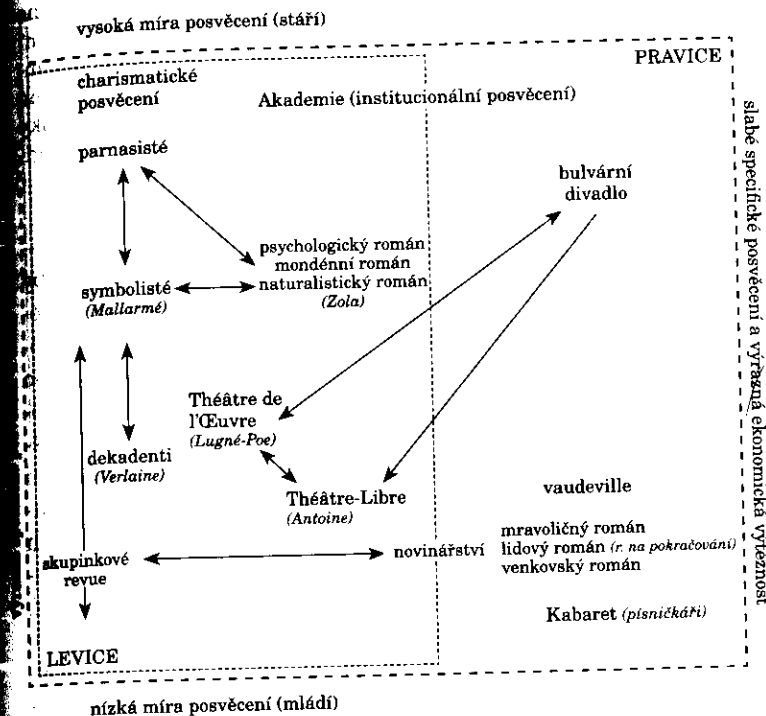 vysoká míra posvěcení (stáří)
PRAVICE
charismatické
posvěcení
Akademie (institucionální posvěcení)
parnasisté
bulvární
divadlo
psychologický román
mondénní román
naturalistický román
(Zola)
symbolisté
(Mallarmé)
Théâtre de
l'Œuvre
(Lugné-Poe)
dekadenti
(Verlaine)
Théâtre-Libre
(Antoine)
vaudeville
skupinkové
revue
novinářství
mravoličný román
lidový román (r. na pokračování)
venkovský román
Kabaret (písničkáři)
LEVICE
nízká míra posvěcení (mládí)
slabé specifické posvěcení a výrazná ekonomická výtěžnost